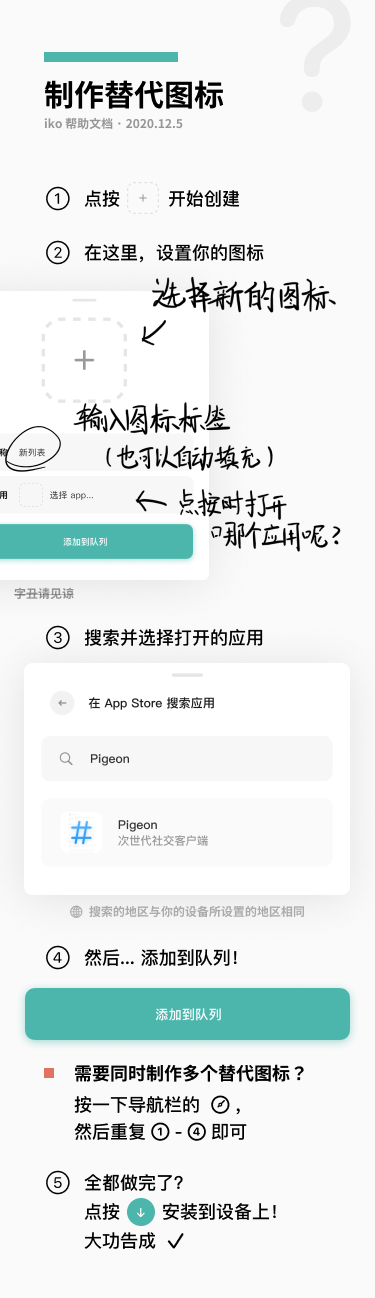 ?
制作替代图标
iko 帮助文档 · 2020.12.5
① 点按 + 开始创建
② 在这里，设置你的图标
选择新的图标、
输入图标标签
（也可以自动填充）
称 新列表
点按时打开
用 选择 app...
哪个应用呢？
添加到队列
字丑请见谅
③ 搜索并选择打开的应用
在 App Store 搜索应用
Pigeon
Pigeon
次世代社交客户端
搜索的地区与你的设备所设置的地区相同
④ 然后... 添加到队列！
添加到队列
需要同时制作多个替代图标？
按一下导航栏的 ，
然后重复 ① - ④ 即可
⑤ 全都做完了？
点按 ↓ 安装到设备上！
大功告成 ✓